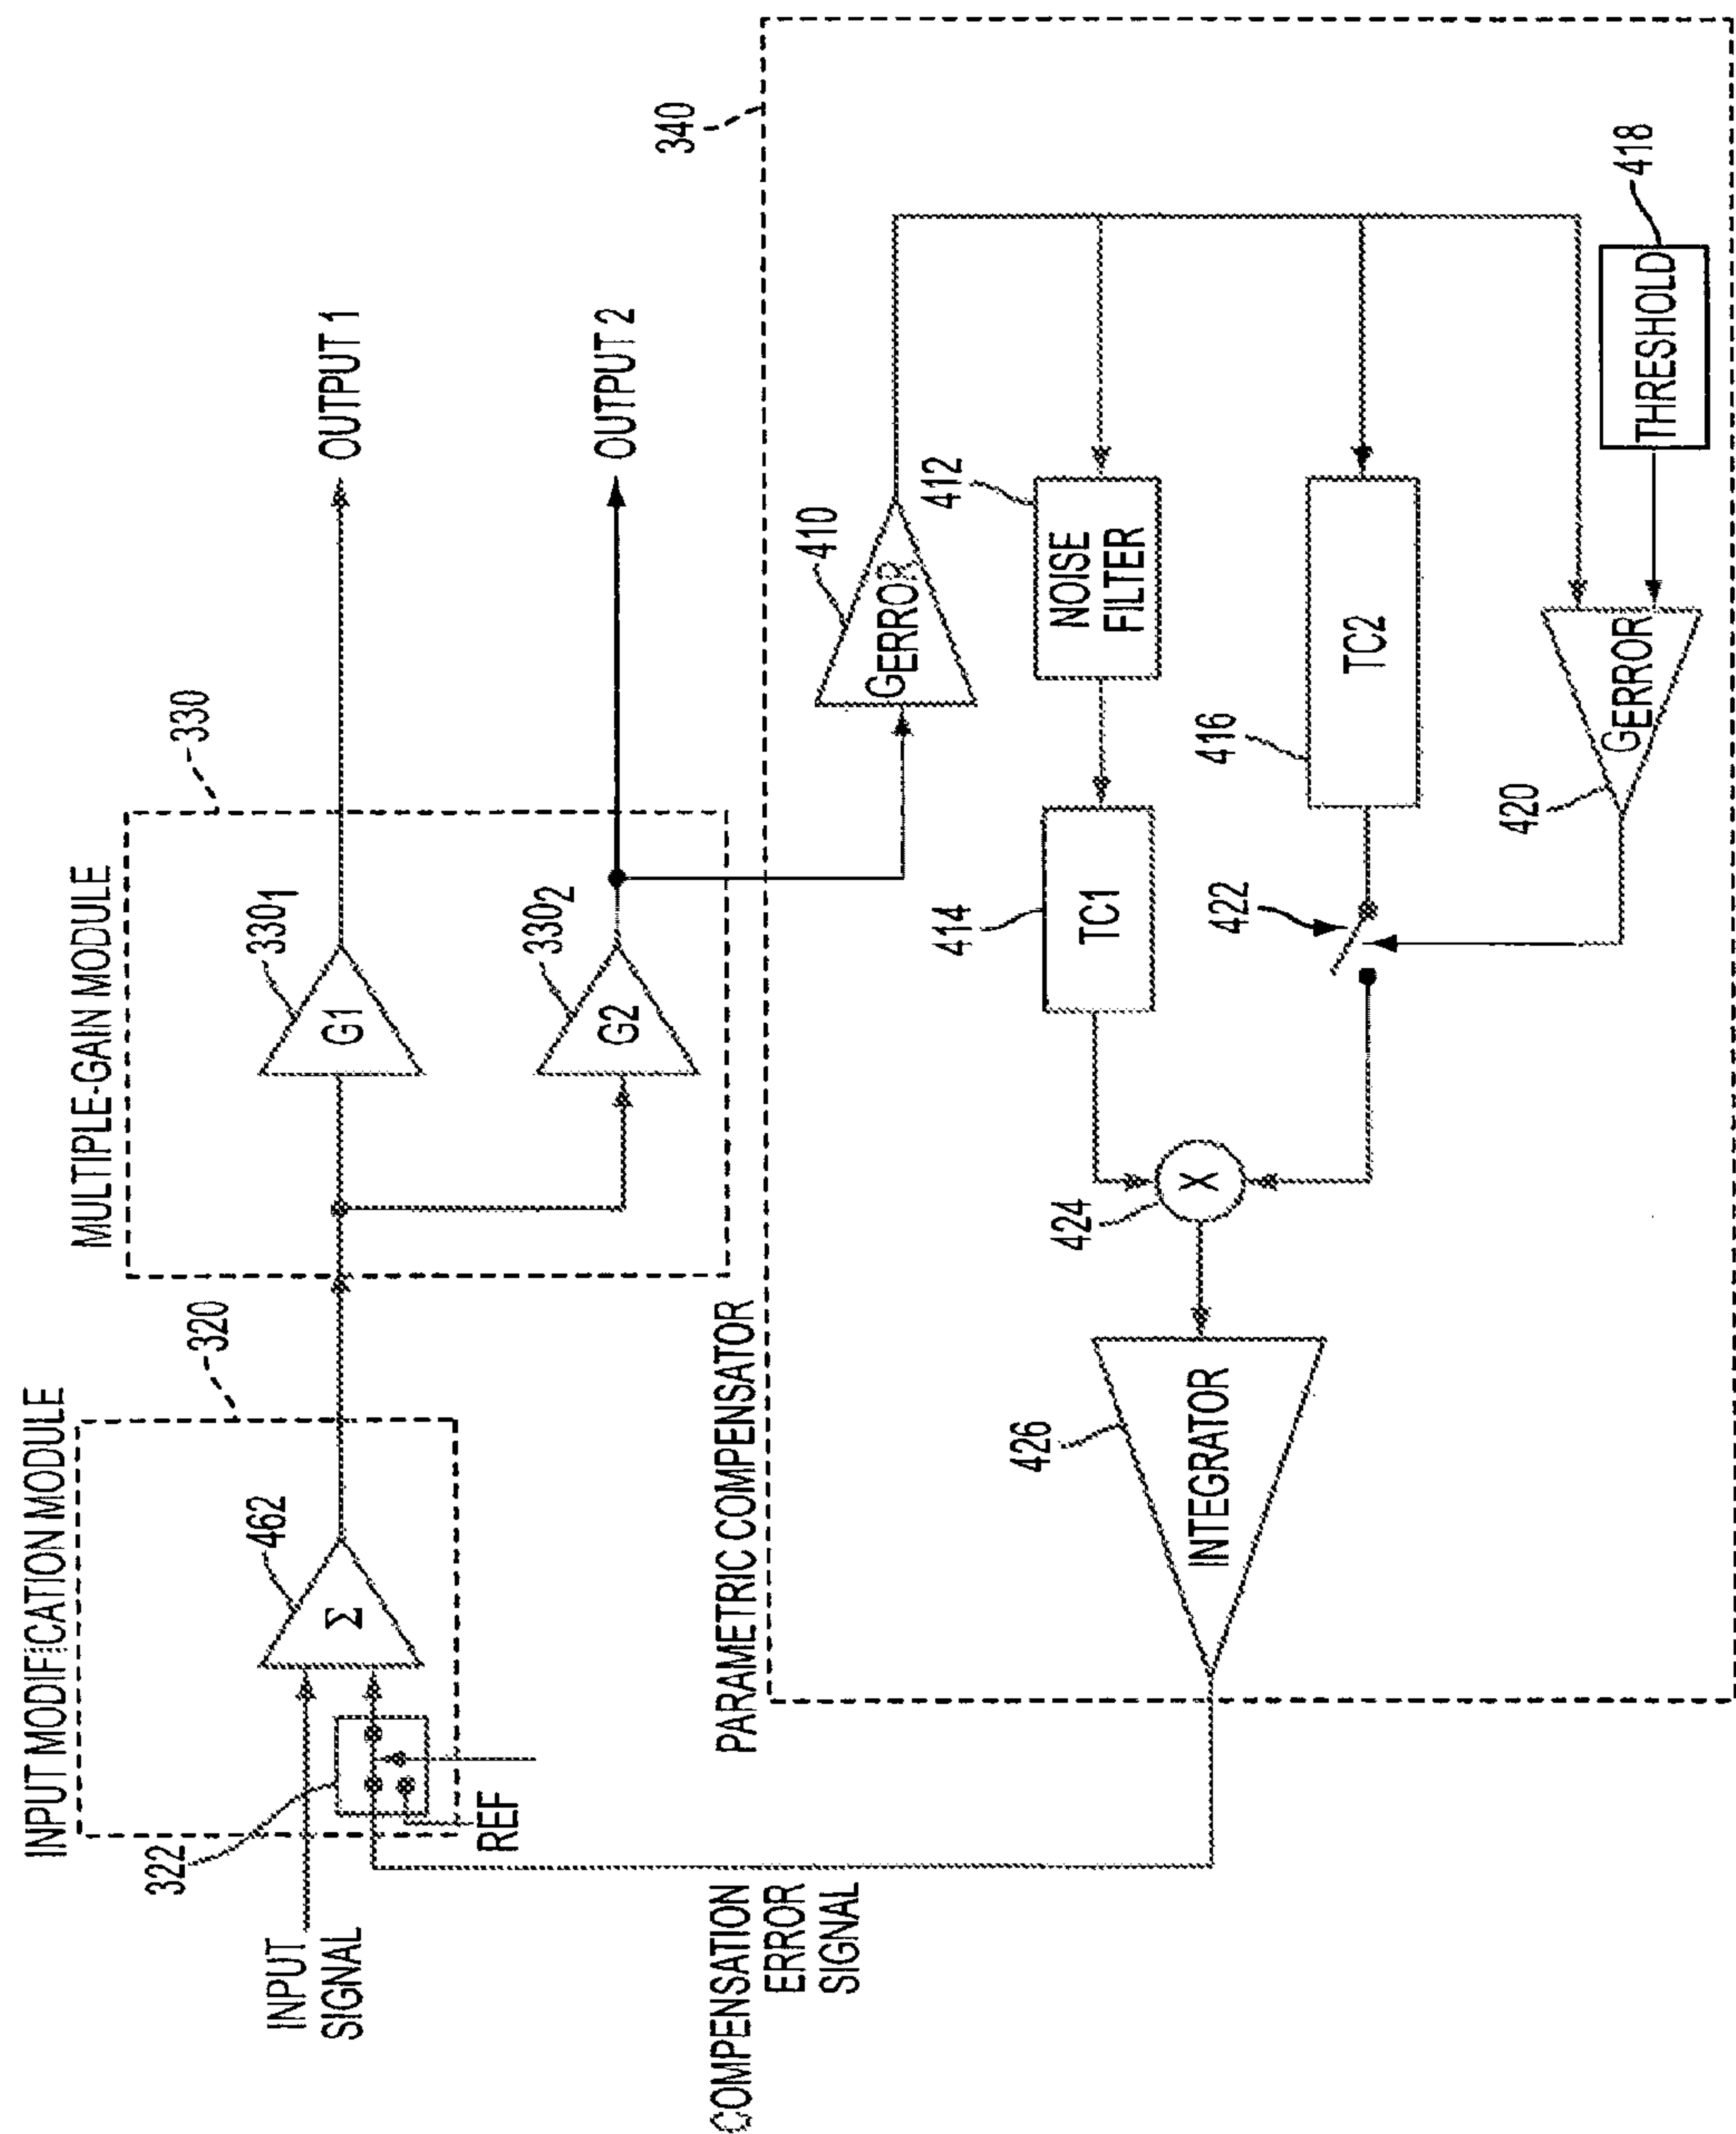 INPUT MODIFICATION MODULE
320
462
Σ
322
INPUT
SIGNAL
REF
COMPENSATION
ERROR
SIGNAL
MULTIPLE-GAIN MODULE
330
330₁
G1
330₂
G2
OUTPUT 1
OUTPUT 2
PARAMETRIC COMPENSATOR
340
410
GERROR
412
NOISE
FILTER
414
TC1
416
TC2
418
THRESHOLD
420
GERROR
422
424
X
426
INTEGRATOR